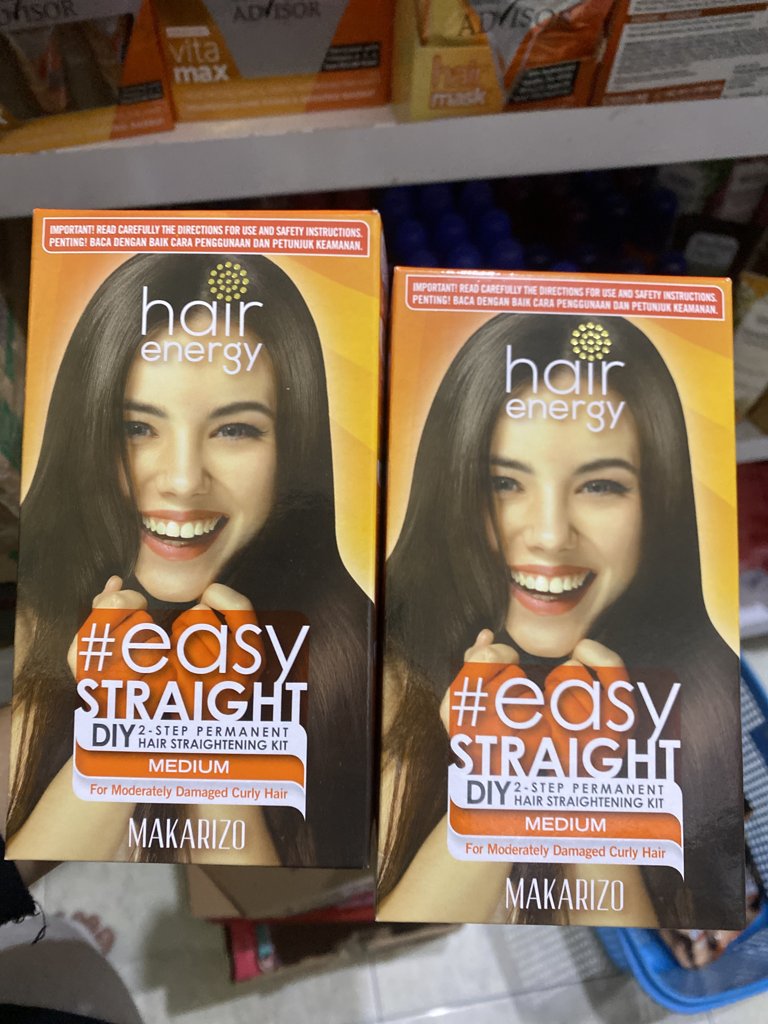 ADVISOR
vita
max
ADVISOR
hair
mask
IMPORTANT! READ CAREFULLY THE DIRECTIONS FOR USE AND SAFETY INSTRUCTIONS.
PENTING! BACA DENGAN BAIK CARA PENGGUNAAN DAN PETUNJUK KEAMANAN.
hair
energy
#easy
STRAIGHT
DIY 2-STEP PERMANENT
HAIR STRAIGHTENING KIT
MEDIUM
For Moderately Damaged Curly Hair
MAKARIZO
IMPORTANT! READ CAREFULLY THE DIRECTIONS FOR USE AND SAFETY INSTRUCTIONS.
PENTING! BACA DENGAN BAIK CARA PENGGUNAAN DAN PETUNJUK KEAMANAN.
hair
energy
#easy
STRAIGHT
DIY 2-STEP PERMANENT
HAIR STRAIGHTENING KIT
MEDIUM
For Moderately Damaged Curly Hair
MAKARIZO